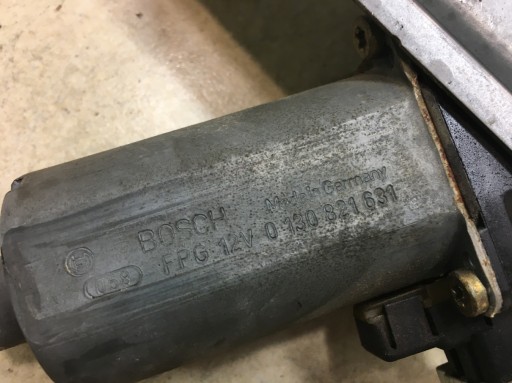 BOSCH Made in Germany
FPG 12V 0 130 821 631